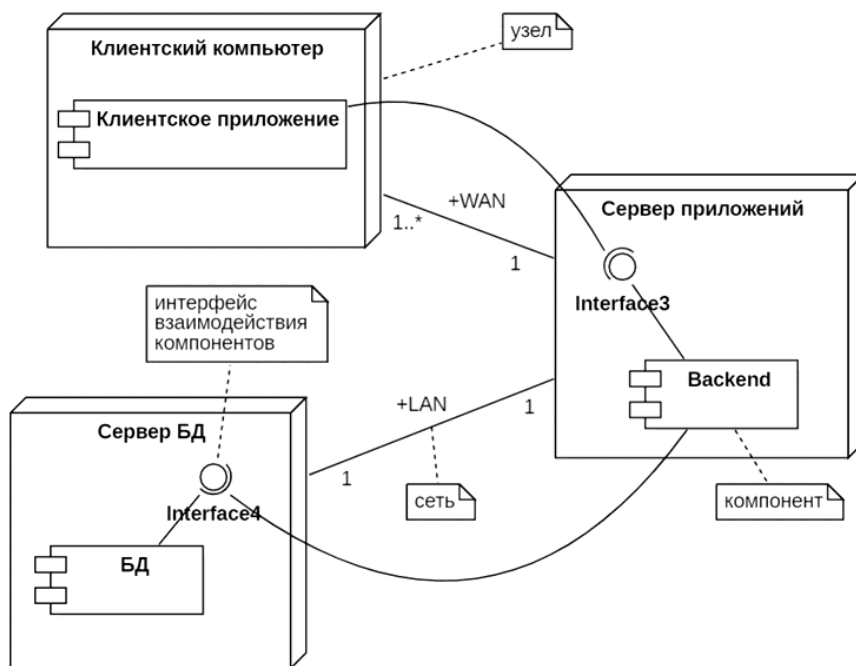 Клиентский компьютер
узел
Клиентское приложение
+WAN
1..*
1
Сервер приложений
Interface3
интерфейс
взаимодействия
компонентов
Backend
+LAN
1
1
Сервер БД
Interface4
сеть
компонент
БД